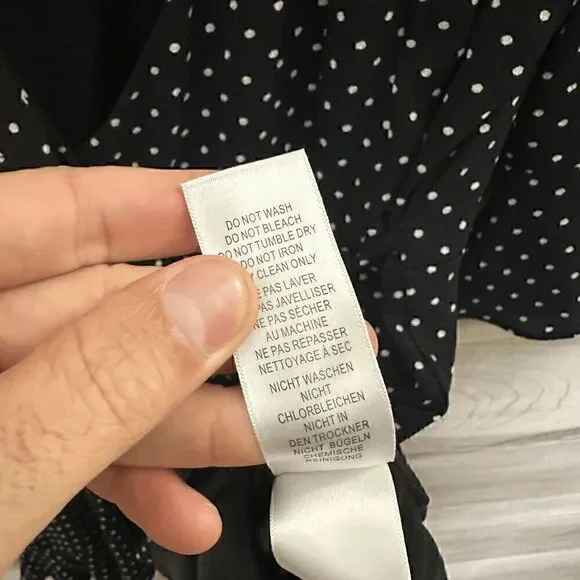 DO NOT WASH
DO NOT BLEACH
DO NOT TUMBLE DRY
DO NOT IRON
CLEAN ONLY
PAS LAVER
PAS JAVELLISER
NE PAS SÉCHER
AU MACHINE
NE PAS REPASSER
NETTOYAGE À SEC
NICHT WASCHEN
NICHT
CHLORBLEICHEN
NICHT IN
DEN TROCKNER
NICHT BÜGELN
CHEMISCHE
REINIGUNG